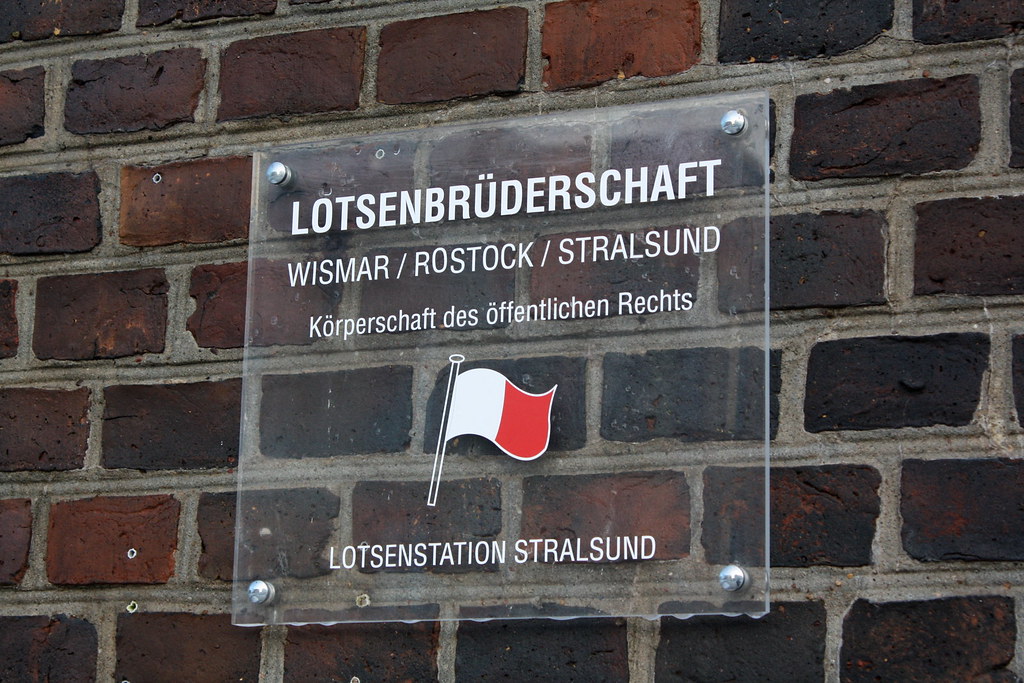 LOTSENBRÜDERSCHAFT
WISMAR / ROSTOCK / STRALSUND
Körperschaft des öffentlichen Rechts
LOTSENSTATION STRALSUND